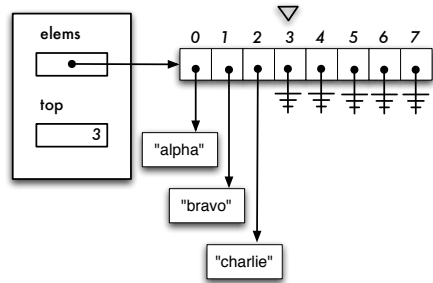 elems
0 1 2 3 4 5 6 7
top
3
"alpha"
"bravo"
"charlie"